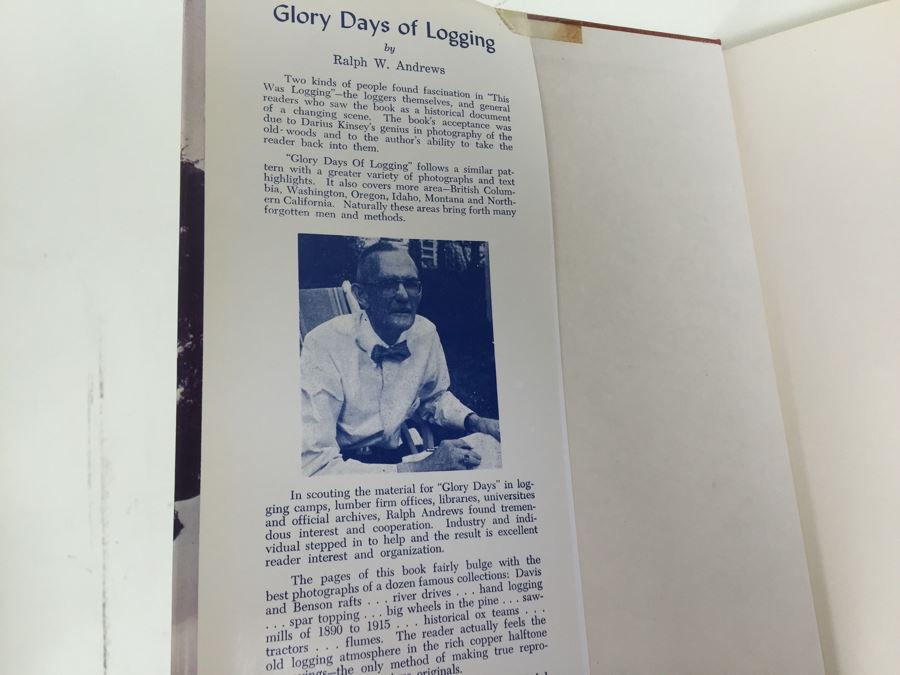 Glory Days of Logging
by
Ralph W. Andrews
Two kinds of people found fascination in "This
Was Logging"—the loggers themselves, and general
readers who saw the book as a historical document
of a changing scene. The book's acceptance was
due to Darius Kinsey's genius in photography of the
old-woods and to the author's ability to take the
reader back into them.
"Glory Days Of Logging" follows a similar pat-
tern with a greater variety of photographs and text
highlights. It also covers more area—British Colum-
bia, Washington, Oregon, Idaho, Montana and North-
ern California. Naturally these areas bring forth many
forgotten men and methods.
In scouting the material for "Glory Days" in log-
ging camps, lumber firm offices, libraries, universities
and official archives, Ralph Andrews found tremen-
dous interest and cooperation. Industry and indi-
vidual stepped in to help and the result is excellent
reader interest and organization.
The pages of this book fairly bulge with the
best photographs of a dozen famous collections: Davis
and Benson rafts . . . river drives . . . hand logging
. . . spar topping . . . big wheels in the pine . . . saw-
mills of 1890 to 1915 . . . historical ox teams . . .
tractors . . . flumes. The reader actually feels the
old logging atmosphere in the rich copper halftone
—the only method of making true repro-
originals.